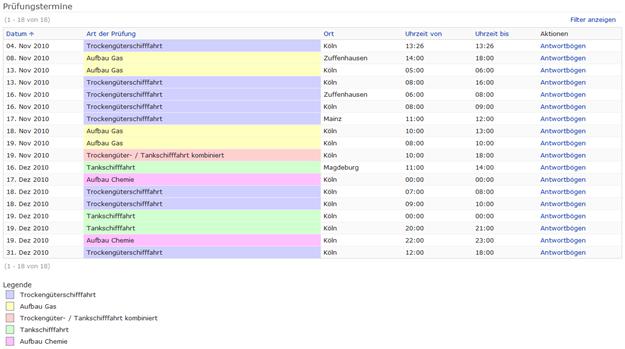 Prüfungstermine
(1 - 18 von 18) Filter anzeigen
Datum ↑ Art der Prüfung Ort Uhrzeit von Uhrzeit bis Aktionen
04. Nov 2010 Trockengüterschifffahrt Köln 13:26 13:26 Antwortbögen
08. Nov 2010 Aufbau Gas Zuffenhausen 14:00 18:00 Antwortbögen
13. Nov 2010 Aufbau Gas Köln 05:00 06:00 Antwortbögen
13. Nov 2010 Trockengüterschifffahrt Köln 08:00 16:00 Antwortbögen
16. Nov 2010 Trockengüterschifffahrt Zuffenhausen 06:00 08:00 Antwortbögen
16. Nov 2010 Trockengüterschifffahrt Köln 08:00 09:00 Antwortbögen
17. Nov 2010 Trockengüterschifffahrt Mainz 11:00 12:00 Antwortbögen
18. Nov 2010 Aufbau Gas Köln 10:00 13:00 Antwortbögen
19. Nov 2010 Aufbau Gas Köln 08:00 10:00 Antwortbögen
19. Nov 2010 Trockengüter- / Tankschifffahrt kombiniert Köln 10:00 18:00 Antwortbögen
16. Dez 2010 Tankschifffahrt Magdeburg 11:00 14:00 Antwortbögen
17. Dez 2010 Aufbau Chemie Köln 00:00 00:00 Antwortbögen
18. Dez 2010 Trockengüterschifffahrt Köln 07:00 08:00 Antwortbögen
18. Dez 2010 Trockengüterschifffahrt Köln 09:00 10:00 Antwortbögen
19. Dez 2010 Tankschifffahrt Köln 00:00 00:00 Antwortbögen
19. Dez 2010 Tankschifffahrt Köln 20:00 21:00 Antwortbögen
19. Dez 2010 Aufbau Chemie Köln 22:00 23:00 Antwortbögen
31. Dez 2010 Trockengüterschifffahrt Köln 12:00 18:00 Antwortbögen
(1 - 18 von 18)
Legende
Trockengüterschifffahrt
Aufbau Gas
Trockengüter- / Tankschifffahrt kombiniert
Tankschifffahrt
Aufbau Chemie